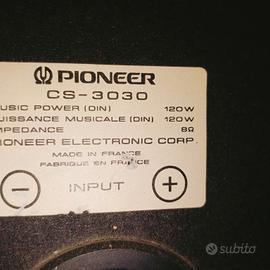 PIONEER
CS-3030
USIC POWER (DIN) 120W
UISSANCE MUSICALE (DIN) 120W
MPEDANCE 8Ω
IONEER ELECTRONIC CORP.
MADE IN FRANCE
FABRIQUE EN FRANCE
− INPUT +
subito